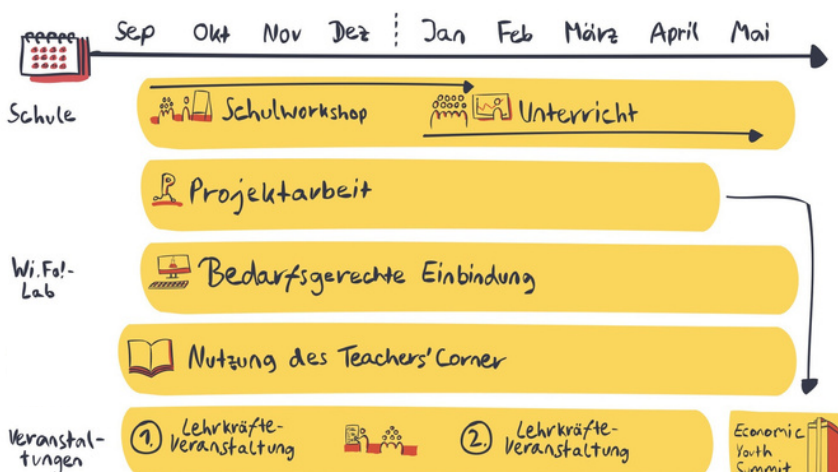 Sep Okt Nov Dez Jan Feb März April Mai
Schule
Schulworkshop
Unterricht
Projektarbeit
Wi.Fo!-
Lab
Bedarfsgerechte Einbindung
Nutzung des Teachers' Corner
Veranstal-
tungen
1. Lehrkräfte-
Veranstaltung
2. Lehrkräfte-
Veranstaltung
Economic
Youth
Summit